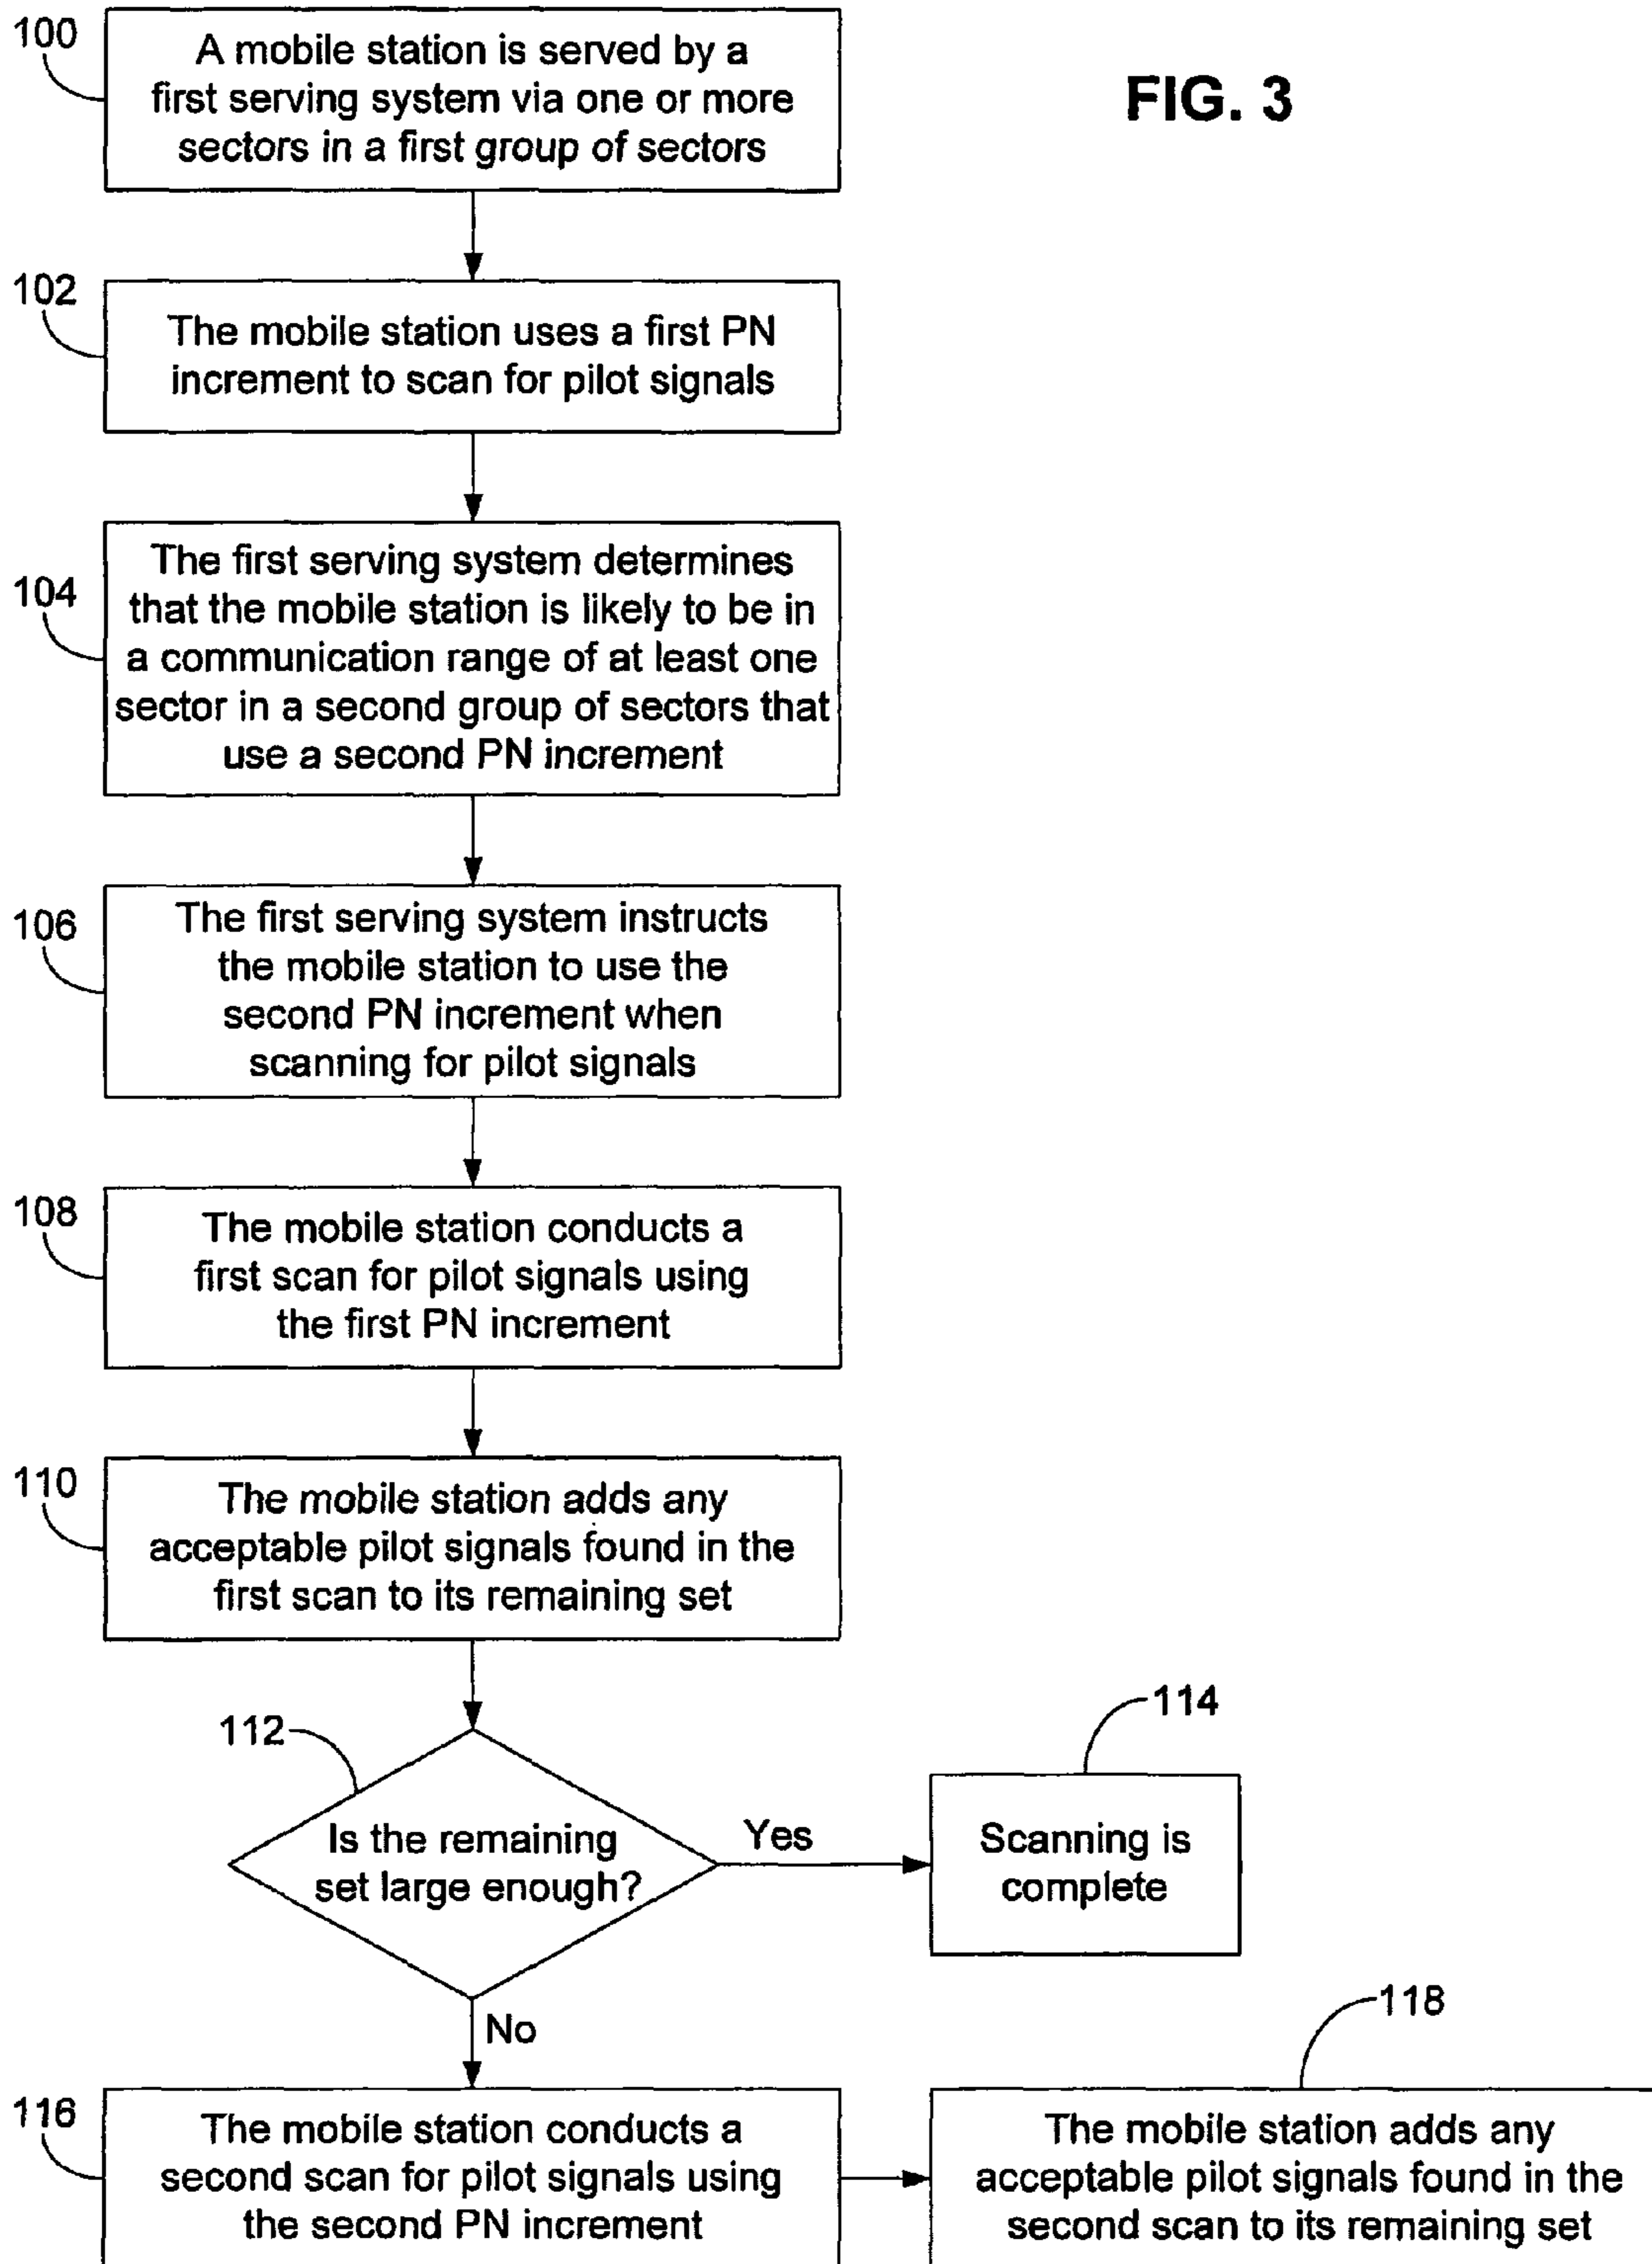 FIG. 3
100
A mobile station is served by a
first serving system via one or more
sectors in a first group of sectors
102
The mobile station uses a first PN
increment to scan for pilot signals
104
The first serving system determines
that the mobile station is likely to be in
a communication range of at least one
sector in a second group of sectors that
use a second PN increment
106
The first serving system instructs
the mobile station to use the
second PN increment when
scanning for pilot signals
108
The mobile station conducts a
first scan for pilot signals using
the first PN increment
110
The mobile station adds any
acceptable pilot signals found in the
first scan to its remaining set
112
Is the remaining
set large enough?
Yes
114
Scanning is
complete
No
116
The mobile station conducts a
second scan for pilot signals using
the second PN increment
118
The mobile station adds any
acceptable pilot signals found in the
second scan to its remaining set